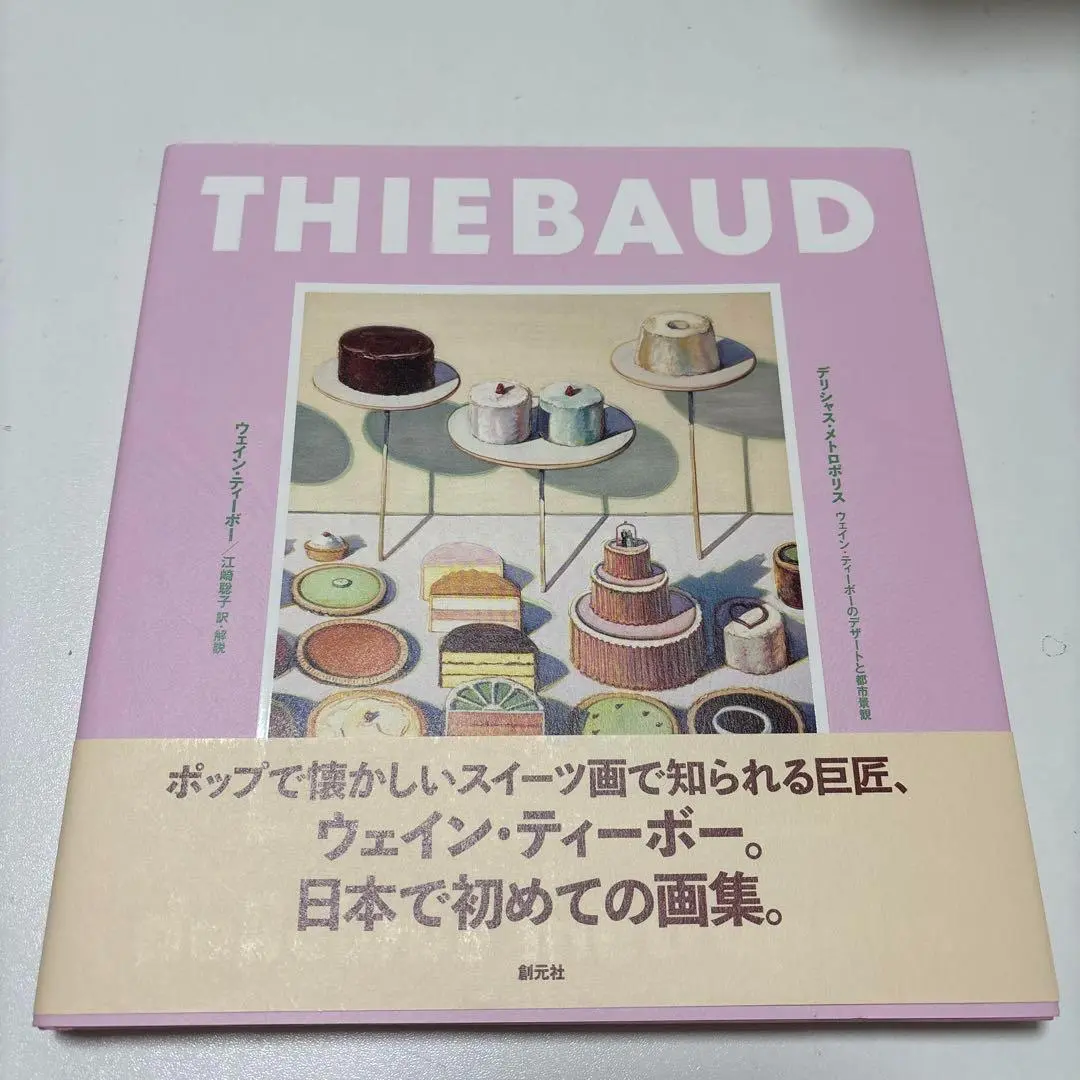 THIEBAUD
デリシャス・メトロポリス ウェイン・ティーボーのデザートと都市景観
ウェイン・ティーボー/江崎聡子 訳・解説
ポップで懐かしいスイーツ画で知られる巨匠、
ウェイン・ティーボー。
日本で初めての画集。
創元社